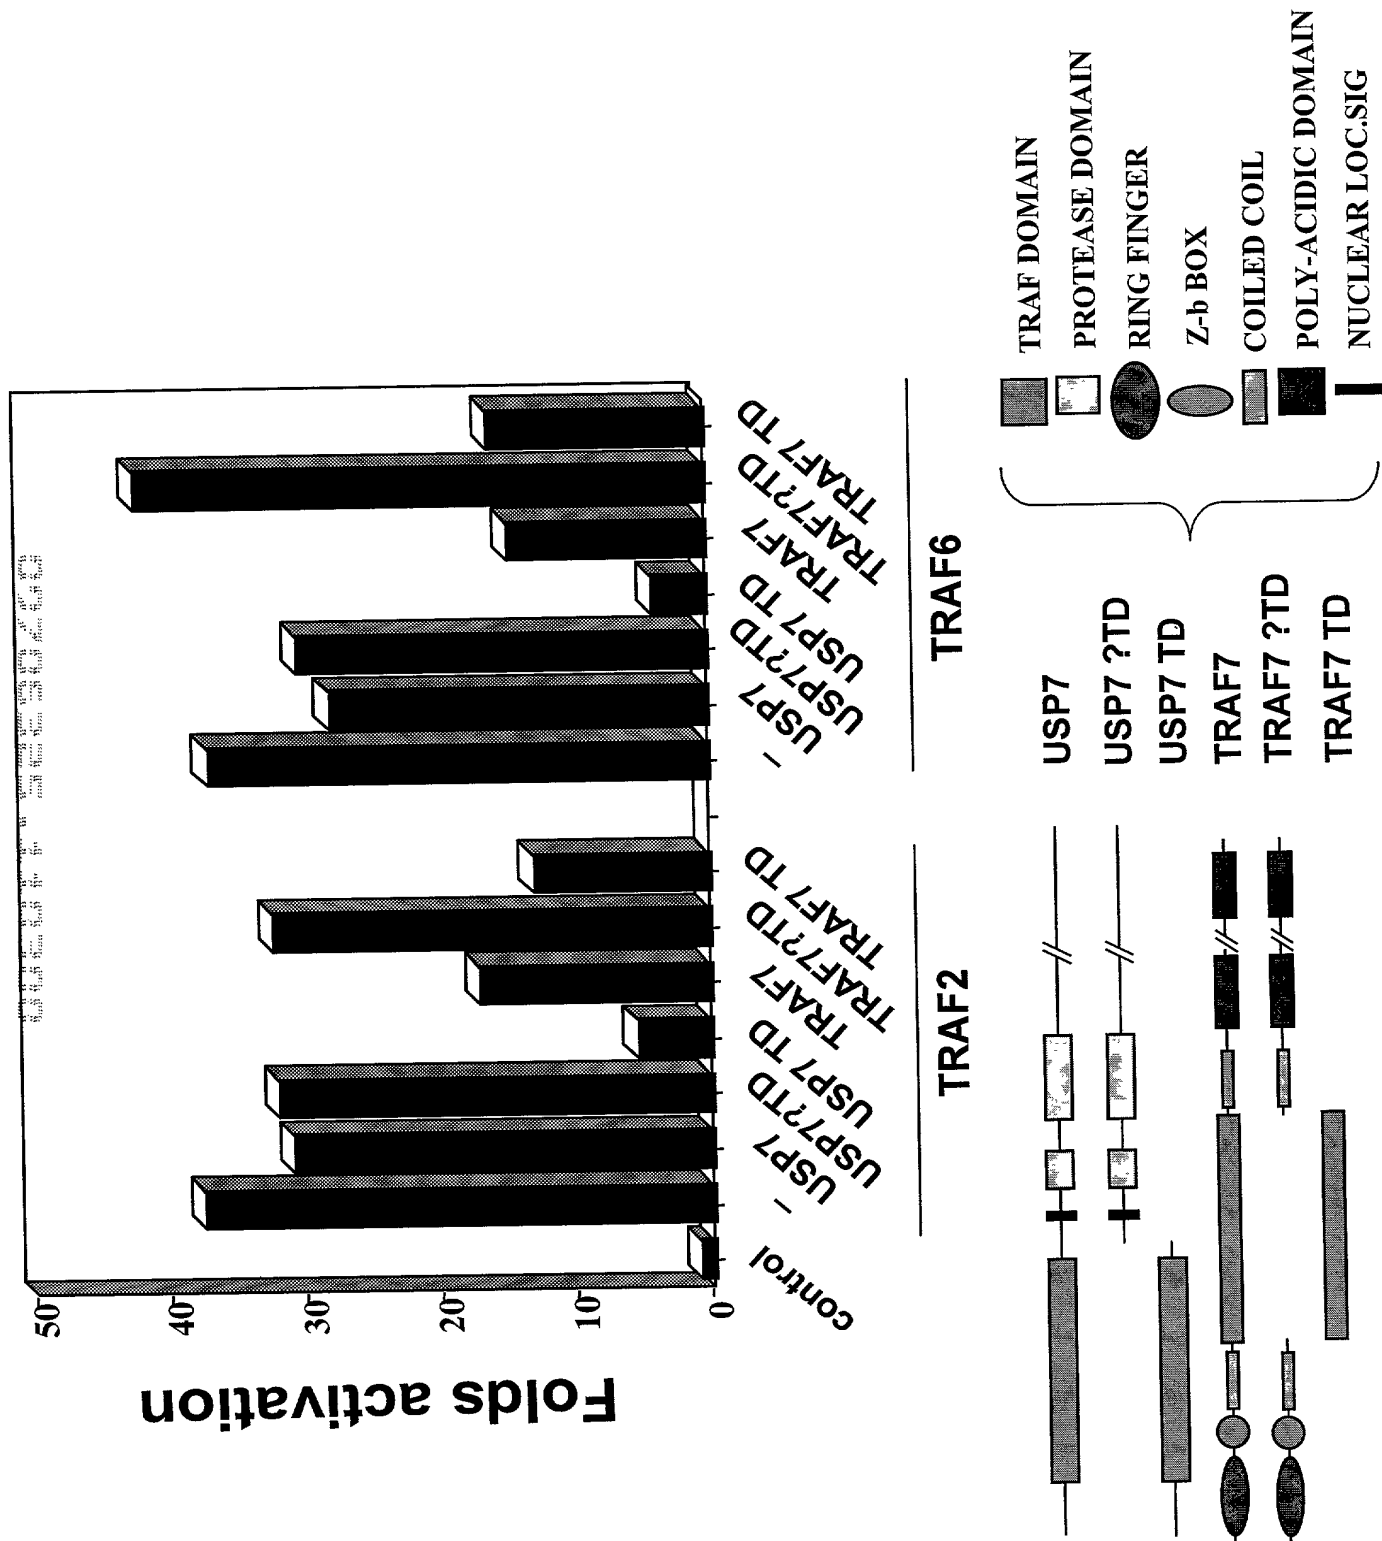 Folds activation
50
40
30
20
10
0
control
–
USP7
USP7?TD
USP7 TD
TRAF7
TRAF7?TD
TRAF7 TD
–
USP7
USP7?TD
USP7 TD
TRAF7
TRAF7?TD
TRAF7 TD
TRAF2
TRAF6
USP7
USP7 ?TD
USP7 TD
TRAF7
TRAF7 ?TD
TRAF7 TD
TRAF DOMAIN
PROTEASE DOMAIN
RING FINGER
Z-b BOX
COILED COIL
POLY-ACIDIC DOMAIN
NUCLEAR LOC.SIG